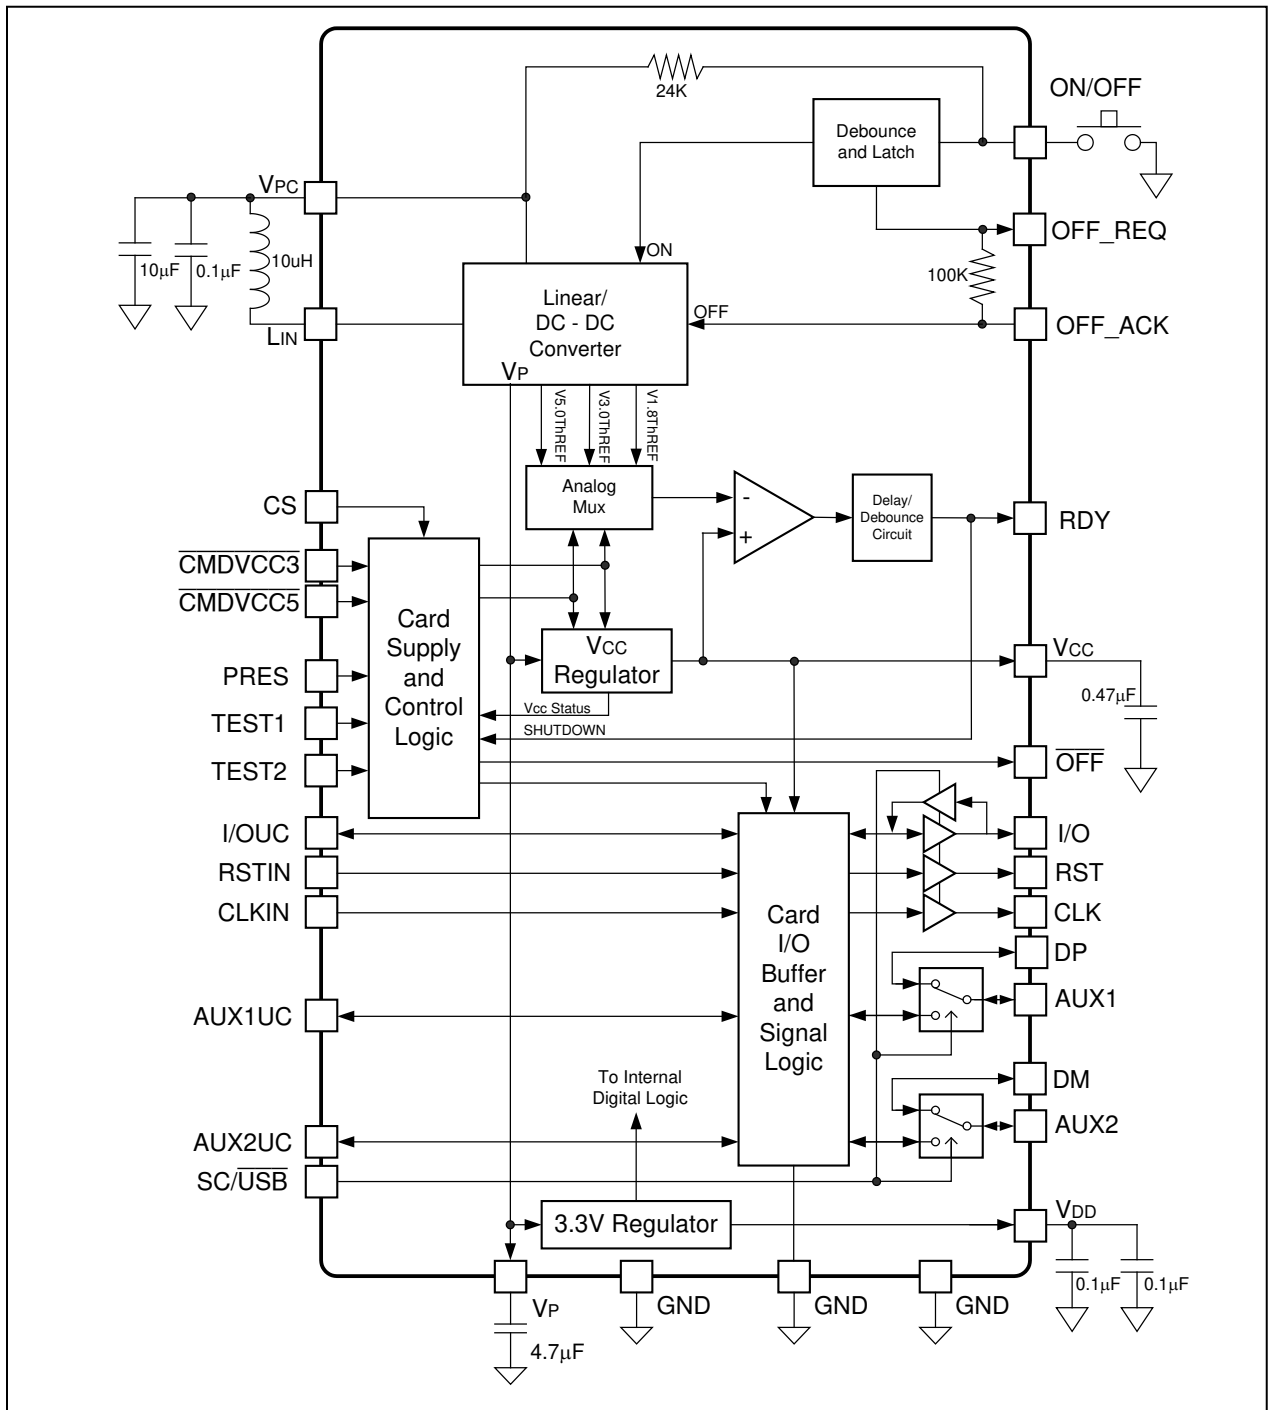 24K
ON/OFF
Debounce
and Latch
VPC
OFF_REQ
10µF
0.1µF
10uH
ON
100K
Linear/
DC - DC
Converter
OFF
OFF_ACK
LIN
VP
V5.0ThREF
V3.0ThREF
V1.8ThREF
Analog
Mux
-
+
Delay/
Debounce
Circuit
RDY
CS
CMDVCC3
CMDVCC5
Card
Supply
and
Control
Logic
VCC
Regulator
VCC
0.47µF
PRES
TEST1
TEST2
Vcc Status
SHUTDOWN
OFF
I/OUC
RSTIN
CLKIN
I/O
RST
CLK
Card
I/O
Buffer
and
Signal
Logic
DP
AUX1
AUX1UC
To Internal
Digital Logic
DM
AUX2
AUX2UC
SC/USB
3.3V Regulator
VDD
0.1µF
0.1µF
VP
4.7µF
GND
GND
GND